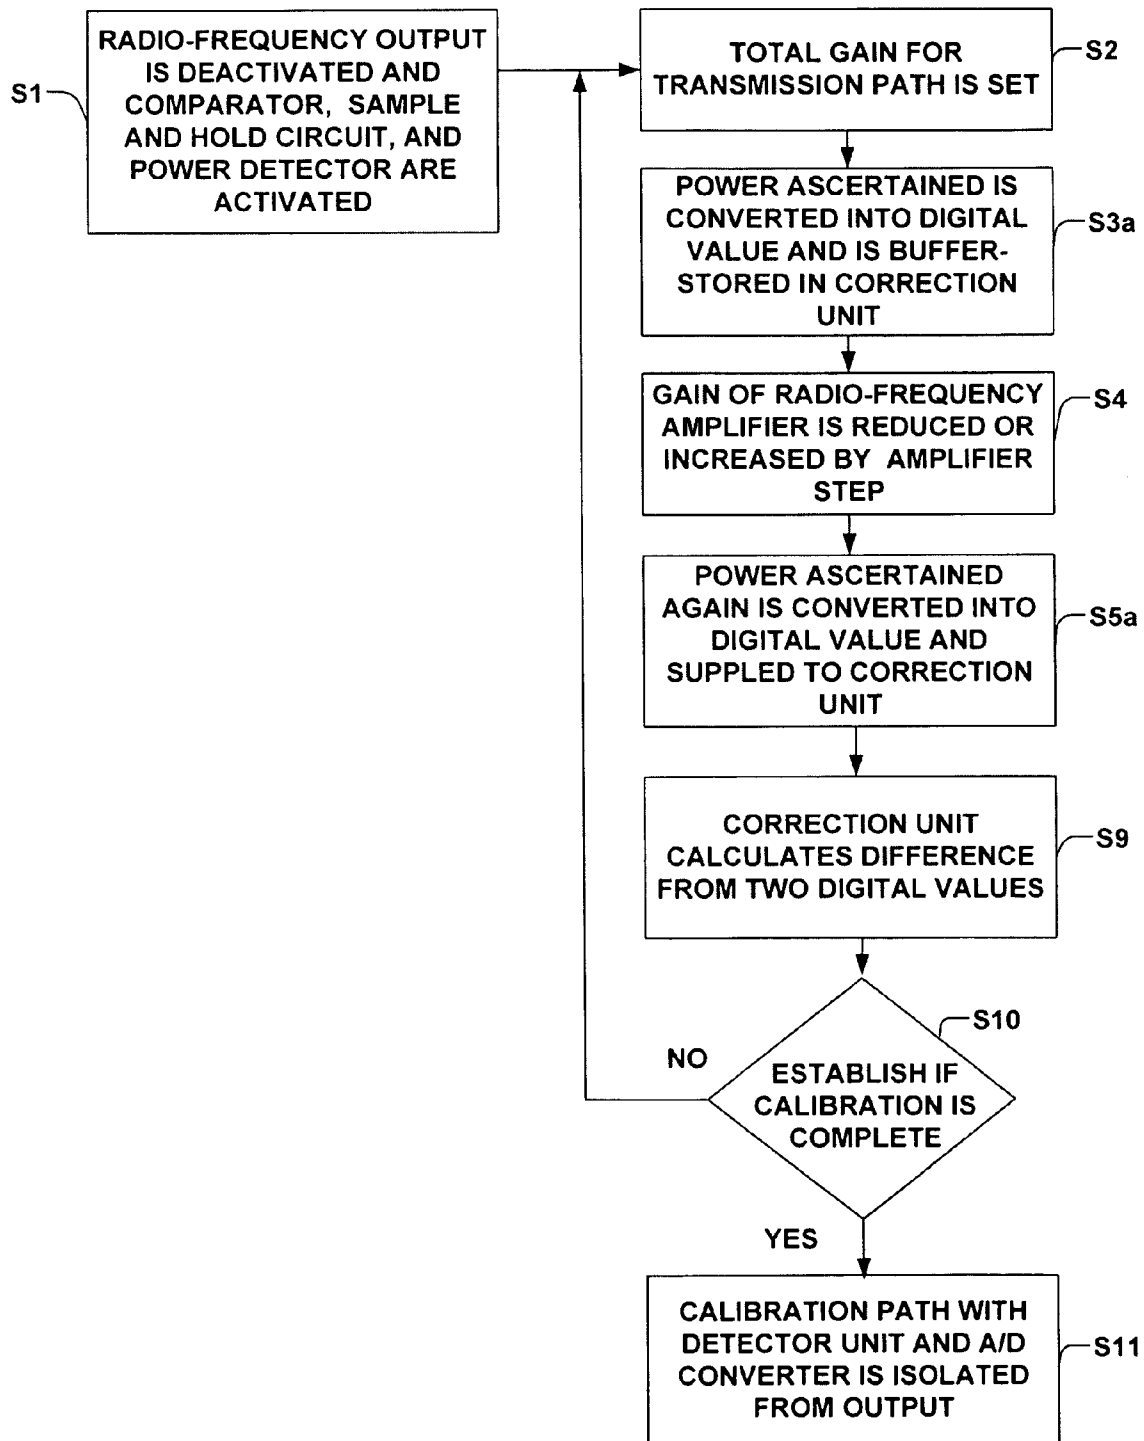 RADIO-FREQUENCY OUTPUT
IS DEACTIVATED AND
COMPARATOR, SAMPLE
AND HOLD CIRCUIT, AND
POWER DETECTOR ARE
ACTIVATED
S1
TOTAL GAIN FOR
TRANSMISSION PATH IS SET
S2
POWER ASCERTAINED IS
CONVERTED INTO DIGITAL
VALUE AND IS BUFFER-
STORED IN CORRECTION
UNIT
S3a
GAIN OF RADIO-FREQUENCY
AMPLIFIER IS REDUCED OR
INCREASED BY AMPLIFIER
STEP
S4
POWER ASCERTAINED
AGAIN IS CONVERTED INTO
DIGITAL VALUE AND
SUPPLED TO CORRECTION
UNIT
S5a
CORRECTION UNIT
CALCULATES DIFFERENCE
FROM TWO DIGITAL VALUES
S9
S10
NO
ESTABLISH IF
CALIBRATION IS
COMPLETE
YES
CALIBRATION PATH WITH
DETECTOR UNIT AND A/D
CONVERTER IS ISOLATED
FROM OUTPUT
S11